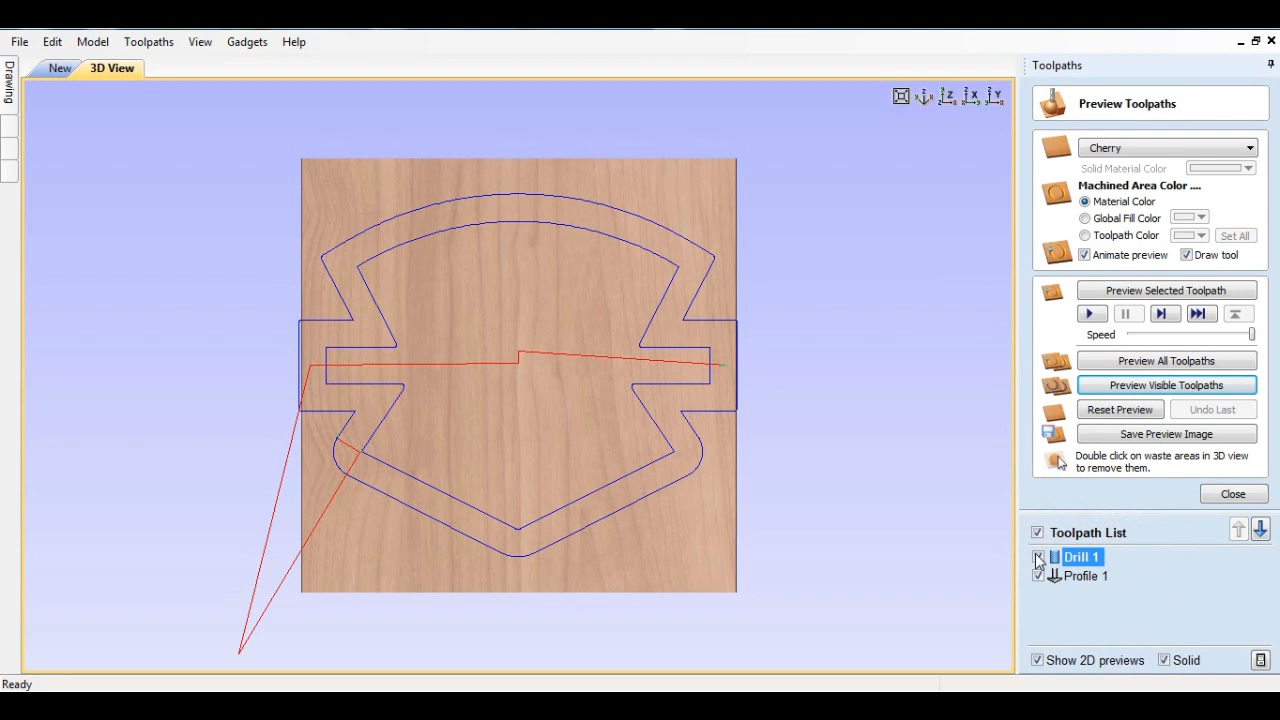 File Edit Model Toolpaths View Gadgets Help
Drawing
New 3D View
Z X Y
Toolpaths
Preview Toolpaths
Cherry
Solid Material Color
Machined Area Color ....
Material Color
Global Fill Color
Toolpath Color Set All
Animate preview Draw tool
Preview Selected Toolpath
Speed
Preview All Toolpaths
Preview Visible Toolpaths
Reset Preview Undo Last
Save Preview Image
Double click on waste areas in 3D view
to remove them.
Close
Toolpath List
Drill 1
Profile 1
Show 2D previews Solid
Ready